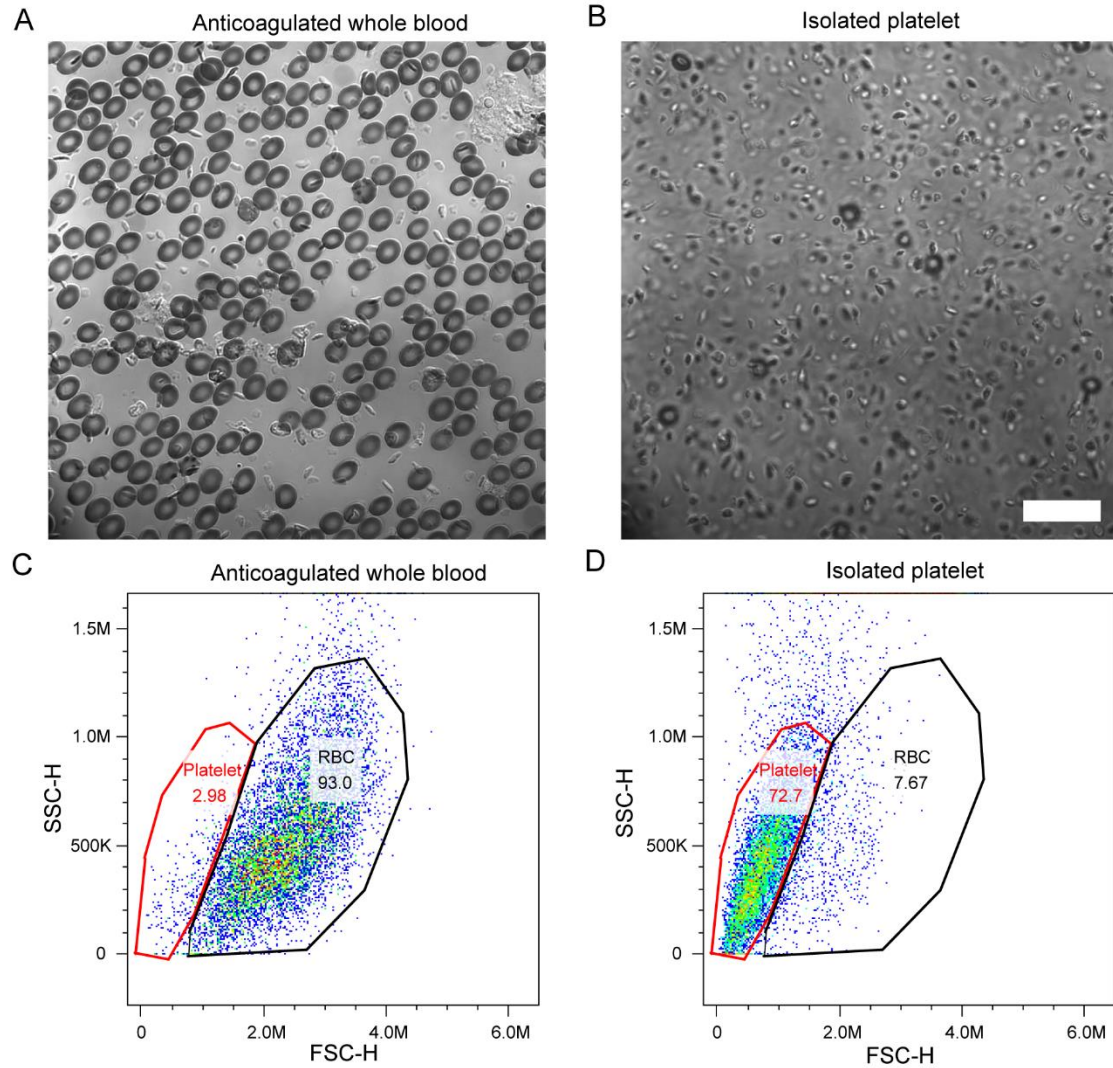 A
Anticoagulated whole blood
B
Isolated platelet
C
Anticoagulated whole blood
1.5M
1.0M
500K
0
SSC-H
Platelet
2.98
RBC
93.0
0
2.0M
4.0M
6.0M
FSC-H
D
Isolated platelet
1.5M
1.0M
500K
0
SSC-H
Platelet
72.7
RBC
7.67
0
2.0M
4.0M
6.0M
FSC-H